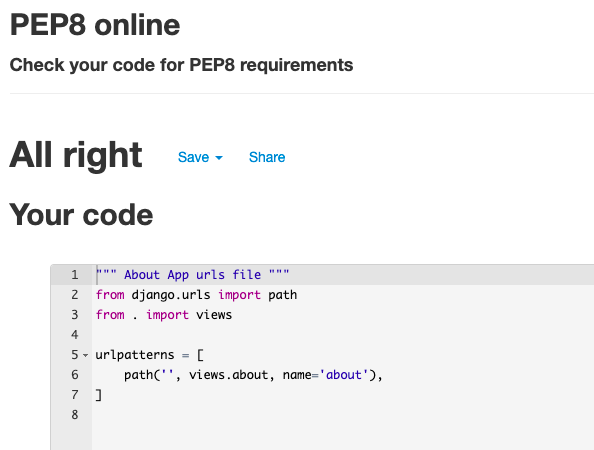 PEP8 online
Check your code for PEP8 requirements
All right Save Share
Your code
1 """ About App urls file """
2 from django.urls import path
3 from . import views
4
5 urlpatterns = [
6     path('', views.about, name='about'),
7 ]
8